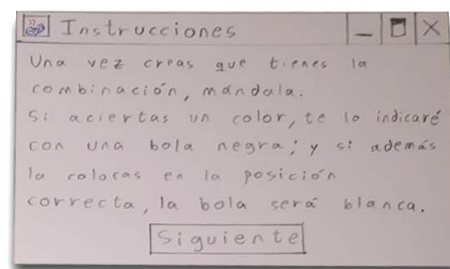 Instrucciones
Una vez creas que tienes la
combinación, mándala.
Si aciertas un color, te lo indicaré
con una bola negra; y si además
la colocas en la posición
correcta, la bola será blanca.
Siguiente